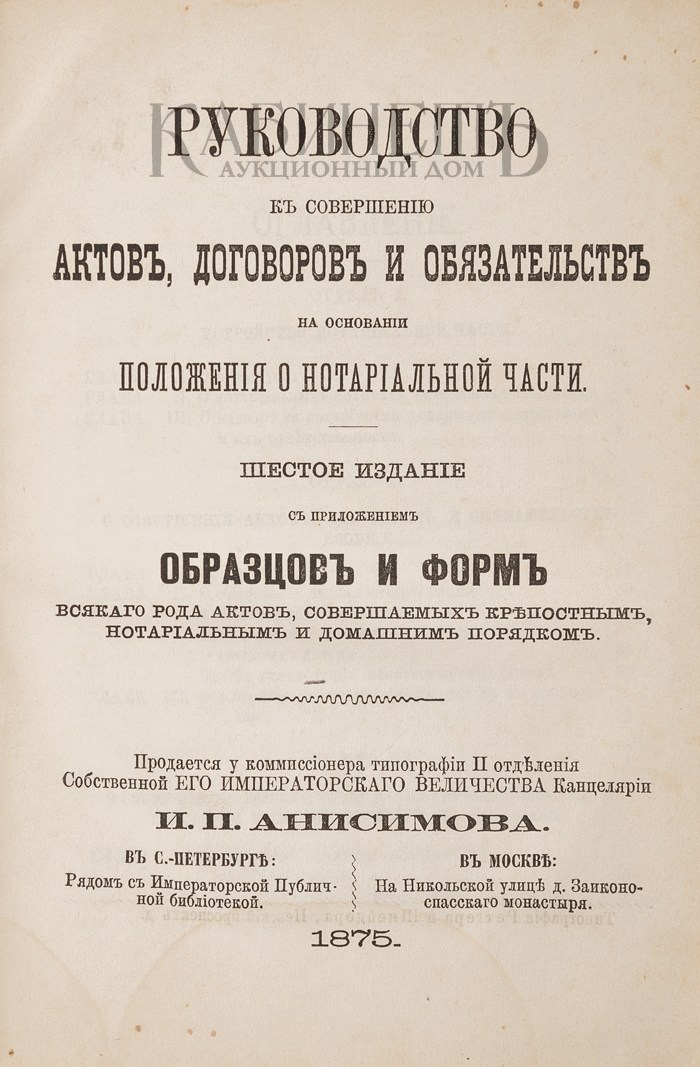 КАБИНЕТЪ
АУКЦИОННЫЙ ДОМ
РУКОВОДСТВО
КЪ СОВЕРШЕНІЮ
АКТОВЪ, ДОГОВОРОВЪ И ОБЯЗАТЕЛЬСТВЪ
НА ОСНОВАНІИ
ПОЛОЖЕНІЯ О НОТАРІАЛЬНОЙ ЧАСТИ.
ШЕСТОЕ ИЗДАНІЕ
СЪ ПРИЛОЖЕНІЕМЪ
ОБРАЗЦОВЪ И ФОРМЪ
ВСЯКАГО РОДА АКТОВЪ, СОВЕРШАЕМЫХЪ КРѢПОСТНЫМЪ,
НОТАРІАЛЬНЫМЪ И ДОМАШНИМЪ ПОРЯДКОМЪ.
Продается у коммиссіонера типографіи II отдѣленія
Собственной ЕГО ИМПЕРАТОРСКАГО ВЕЛИЧЕСТВА Канцеляріи
И. П. АНИСИМОВА.
ВЪ С.-ПЕТЕРБУРГѢ:
Рядомъ съ Императорской Публич-
ной библіотекой.
ВЪ МОСКВѢ:
На Никольской улицѣ д. Заиконо-
спасскаго монастыря.
1875.